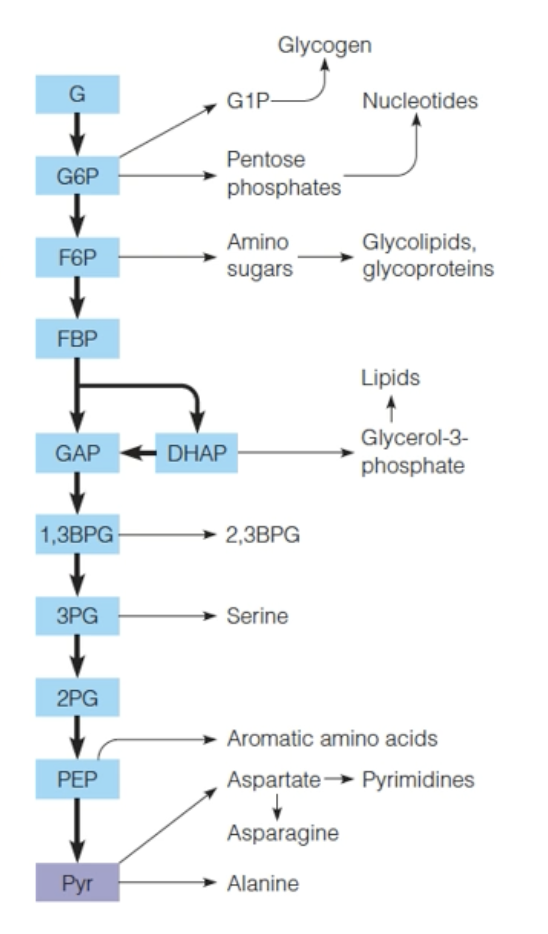 Glycogen
G
G1P
Nucleotides
G6P
Pentose
phosphates
F6P
Amino
sugars
Glycolipids,
glycoproteins
FBP
Lipids
GAP
DHAP
Glycerol-3-
phosphate
1,3BPG
2,3BPG
3PG
Serine
2PG
Aromatic amino acids
PEP
Aspartate
Pyrimidines
Asparagine
Pyr
Alanine